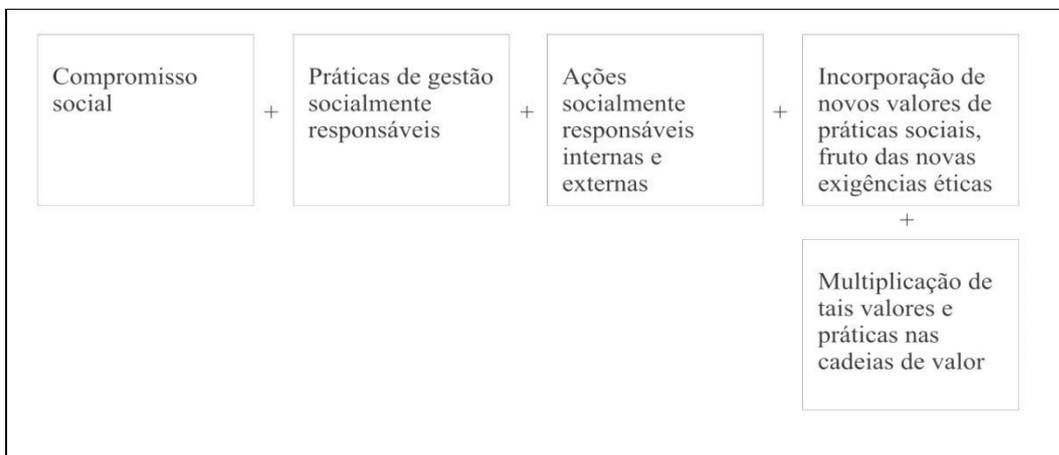 Compromisso
social
+
Práticas de gestão
socialmente
responsáveis
+
Ações
socialmente
responsáveis
internas e
externas
+
Incorporação de
novos valores de
práticas sociais,
fruto das novas
exigências éticas
+
Multiplicação de
tais valores e
práticas nas
cadeias de valor